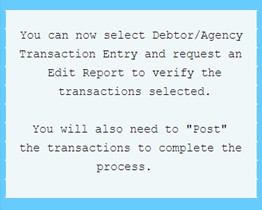 You can now select Debtor/Agency
Transaction Entry and request an
Edit Report to verify the
transactions selected.
You will also need to "Post"
the transactions to complete the
process.